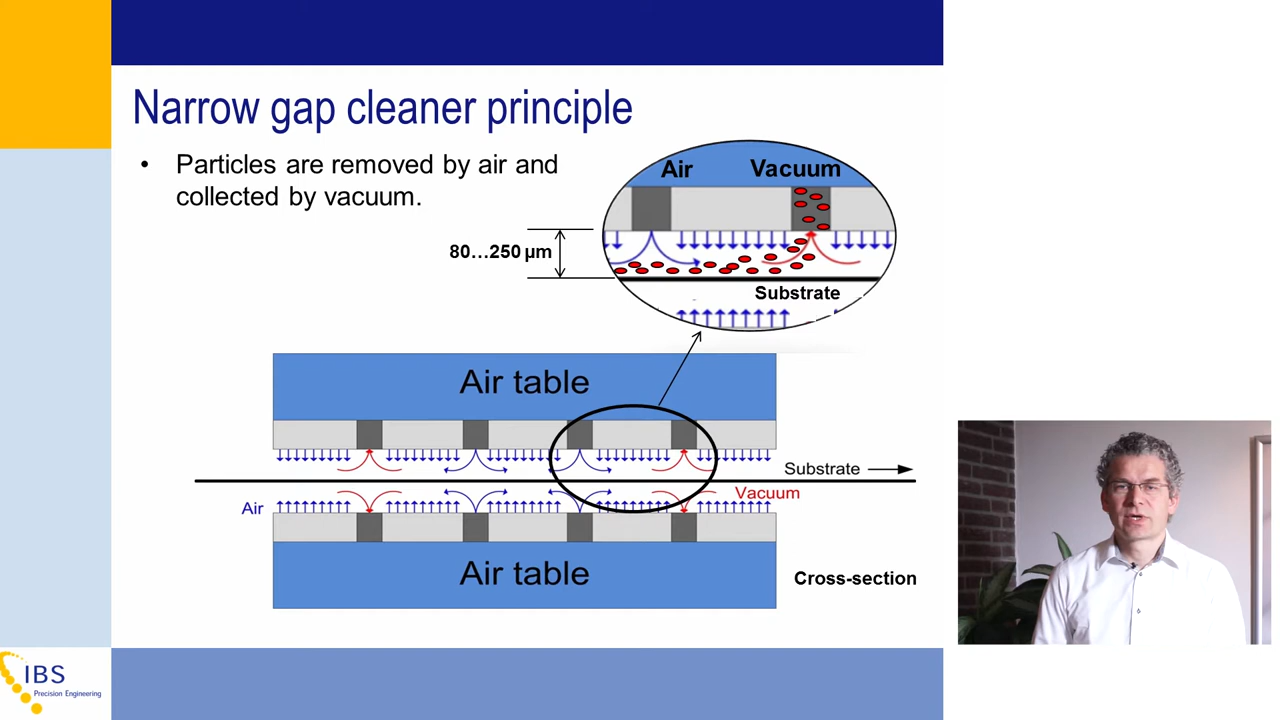 Narrow gap cleaner principle
• Particles are removed by air and
collected by vacuum.
Air
Vacuum
80…250 µm
Substrate
Air table
Substrate
Vacuum
Air
Air table
Cross-section
IBS
Precision Engineering